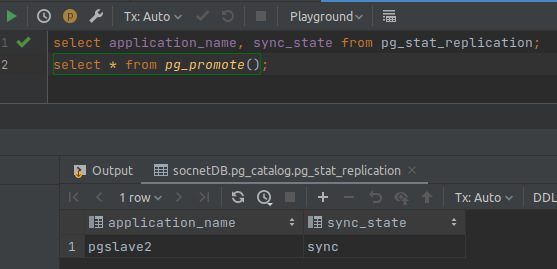 Tx: Auto
Playground
1 select application_name, sync_state from pg_stat_replication;
2 select * from pg_promote();
Output
socnetDB.pg_catalog.pg_stat_replication
1 row
Tx: Auto
DDL
application_name sync_state
1 pgslave2 sync